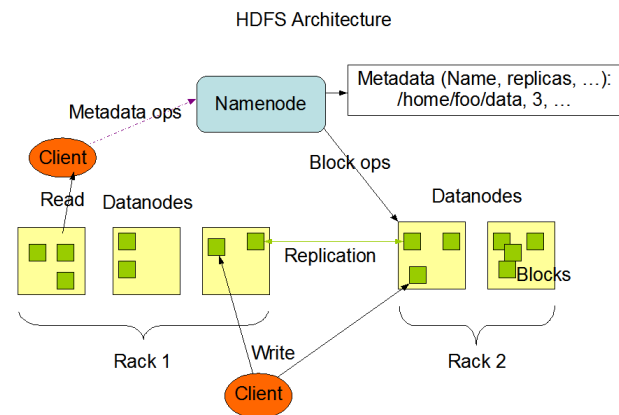 HDFS Architecture
Metadata (Name, replicas, ...):
/home/foo/data, 3, ...
Namenode
Metadata ops
Client
Block ops
Read
Datanodes
Datanodes
Replication
Blocks
Rack 1
Write
Rack 2
Client